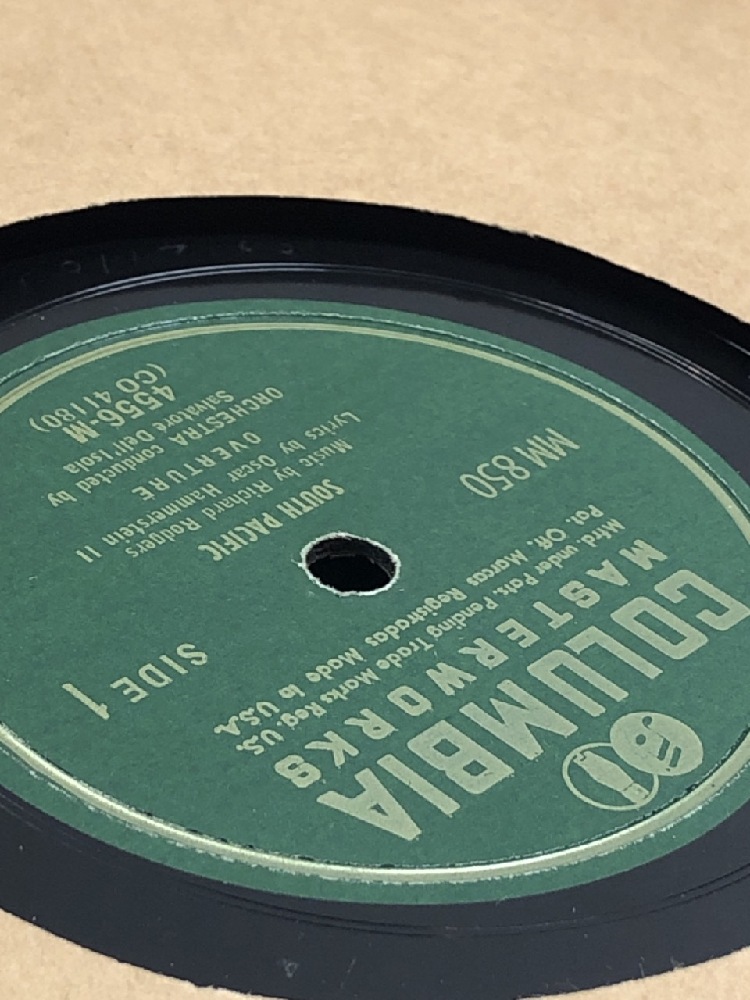 COLUMBIA
MASTERWORKS
Mfrd. under Pats. Pending Trade Marks Reg. U.S.
Pat. Off. Marcas Registradas Made in U.S.A.
MM 850
SIDE 1
SOUTH PACIFIC
Music by Richard Rodgers
Lyrics by Oscar Hammerstein II
OVERTURE
ORCHESTRA conducted by
Salvatore Dell'Isola
4556-M
(CO 41180)